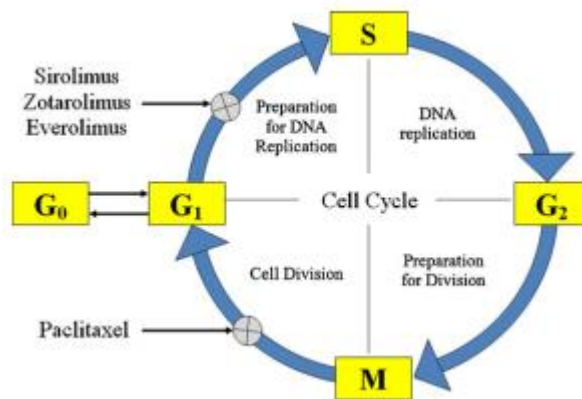 S
Sirolimus
Zotarolimus
Everolimus
Preparation
for DNA
Replication
DNA
replication
G0
G1
Cell Cycle
G2
Cell Division
Preparation
for Division
Paclitaxel
M